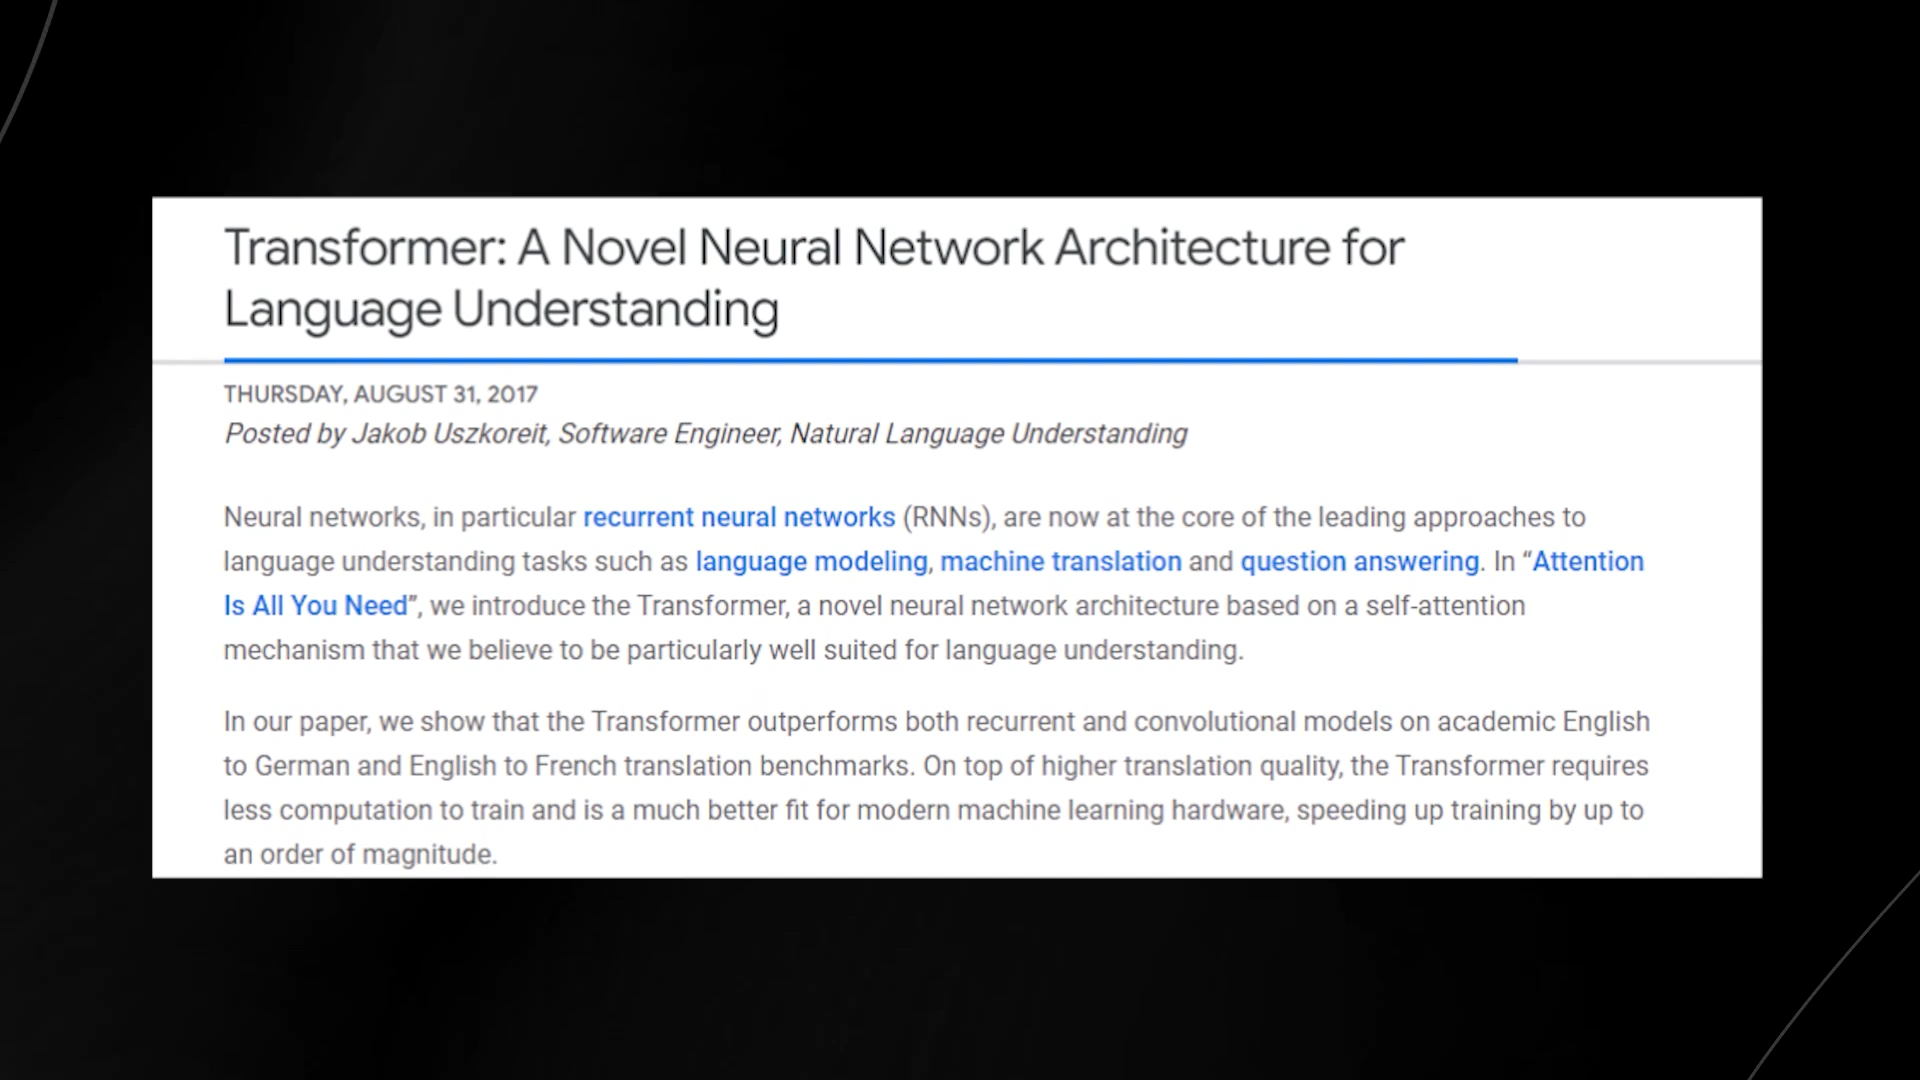 Transformer: A Novel Neural Network Architecture for
Language Understanding
THURSDAY, AUGUST 31, 2017
Posted by Jakob Uszkoreit, Software Engineer, Natural Language Understanding
Neural networks, in particular recurrent neural networks (RNNs), are now at the core of the leading approaches to
language understanding tasks such as language modeling, machine translation and question answering. In “Attention
Is All You Need”, we introduce the Transformer, a novel neural network architecture based on a self-attention
mechanism that we believe to be particularly well suited for language understanding.
In our paper, we show that the Transformer outperforms both recurrent and convolutional models on academic English
to German and English to French translation benchmarks. On top of higher translation quality, the Transformer requires
less computation to train and is a much better fit for modern machine learning hardware, speeding up training by up to
an order of magnitude.